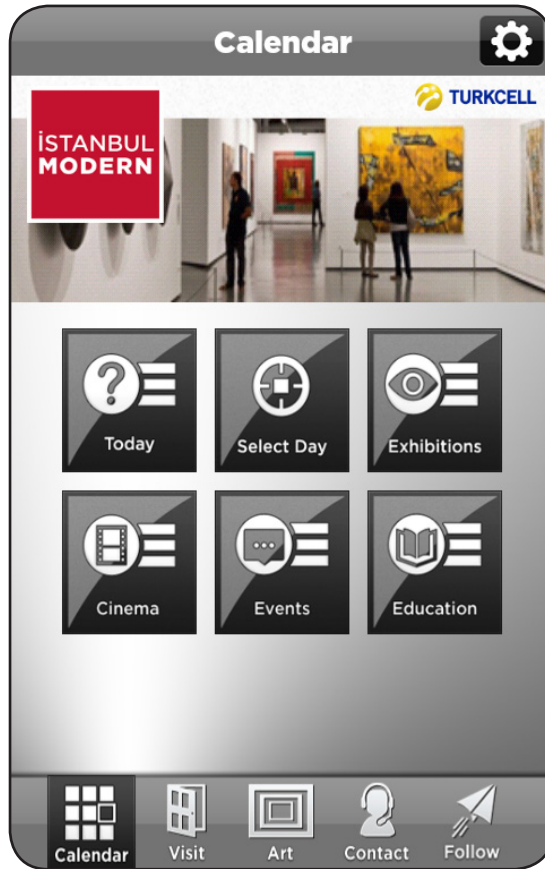 Calendar
TURKCELL
İSTANBUL
MODERN
Today
Select Day
Exhibitions
Cinema
Events
Education
Calendar
Visit
Art
Contact
Follow